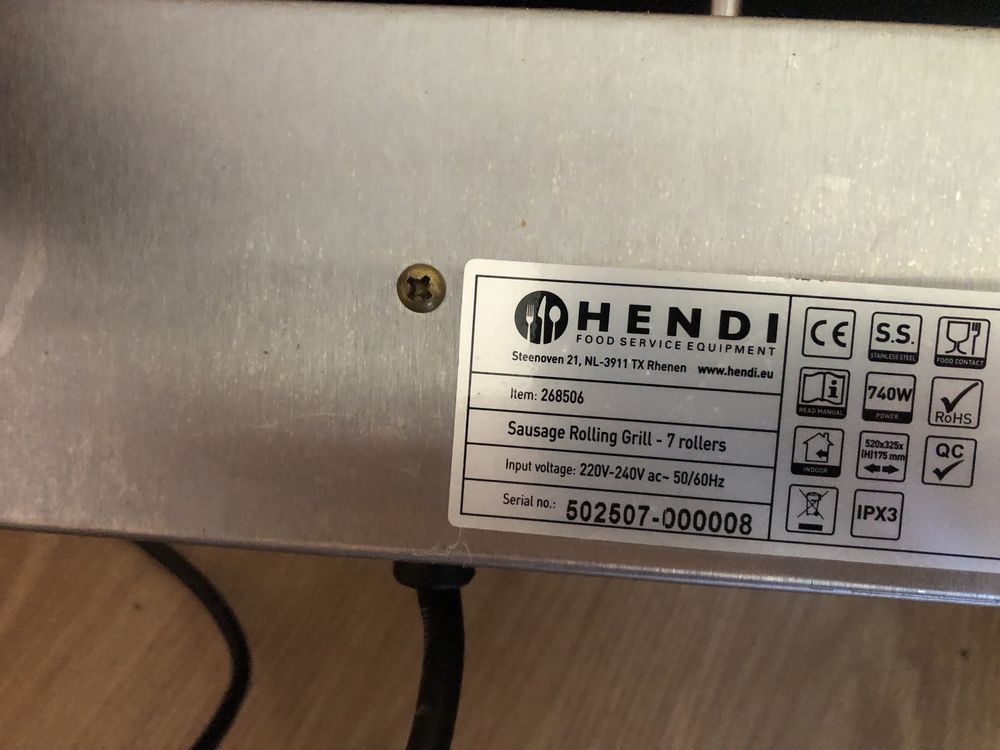 HENDI
FOOD SERVICE EQUIPMENT
Steenoven 21, NL-3911 TX Rhenen www.hendi.eu
Item: 268506
Sausage Rolling Grill - 7 rollers
Input voltage: 220V-240V ac~ 50/60Hz
Serial no.: 502507-000008
CE
S.S.
STAINLESS STEEL
FOOD CONTACT
i
READ MANUAL
740W
POWER
RoHS
INDOOR
520x325x
(H)175 mm
QC
IPX3